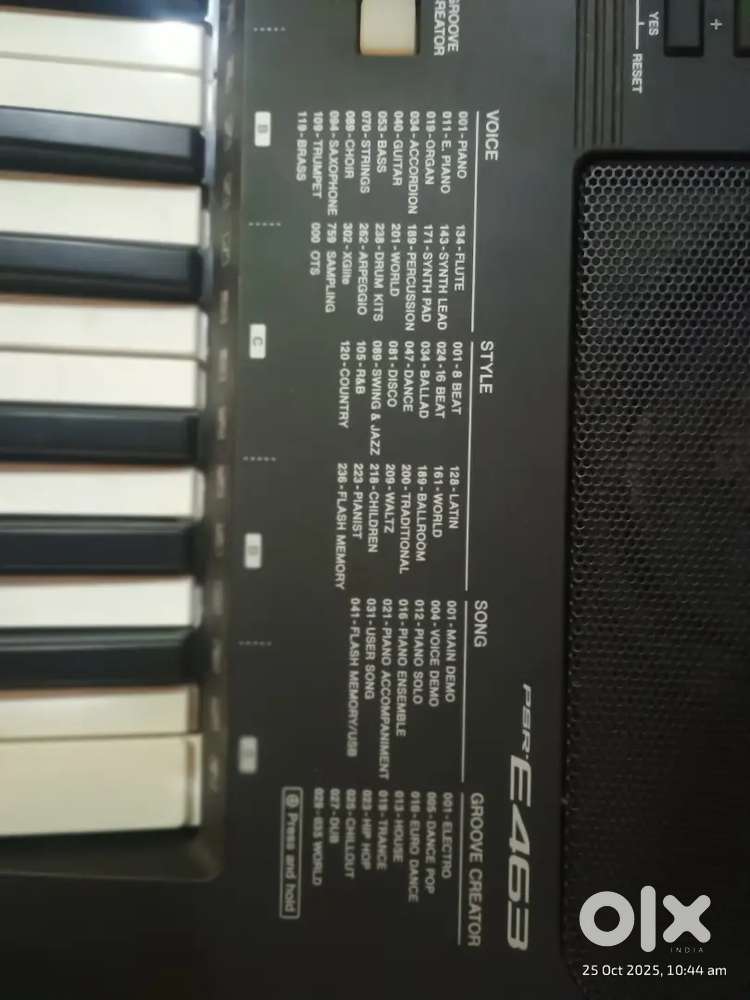 GROOVE
CREATOR
YES
+
RESET
VOICE
001-PIANO
011-E. PIANO
019-ORGAN
034-ACCORDION
040-GUITAR
053-BASS
070-STRINGS
089-CHOIR
094-SAXOPHONE
109-TRUMPET
119-BRASS
134-FLUTE
143-SYNTH LEAD
171-SYNTH PAD
189-PERCUSSION
201-WORLD
238-DRUM KITS
262-ARPEGGIO
302-XGlite
759 SAMPLING
000 OTS
STYLE
001-8 BEAT
024-16 BEAT
034-BALLAD
047-DANCE
081-DISCO
089-SWING & JAZZ
105-R&B
120-COUNTRY
128-LATIN
161-WORLD
189-BALLROOM
200-TRADITIONAL
209-WALTZ
218-CHILDREN
223-PIANIST
236-FLASH MEMORY
SONG
001-MAIN DEMO
004-VOICE DEMO
012-PIANO SOLO
016-PIANO ENSEMBLE
021-PIANO ACCOMPANIMENT
031-USER SONG
041-FLASH MEMORY/USB
GROOVE CREATOR
001-ELECTRO
005-DANCE POP
010-EURO DANCE
013-HOUSE
019-TRANCE
023-HIP HOP
025-CHILLOUT
027-DUB
029-035 WORLD
Press and hold
PSR-E463
B
C
D
olx
INDIA
25 Oct 2025, 10:44 am